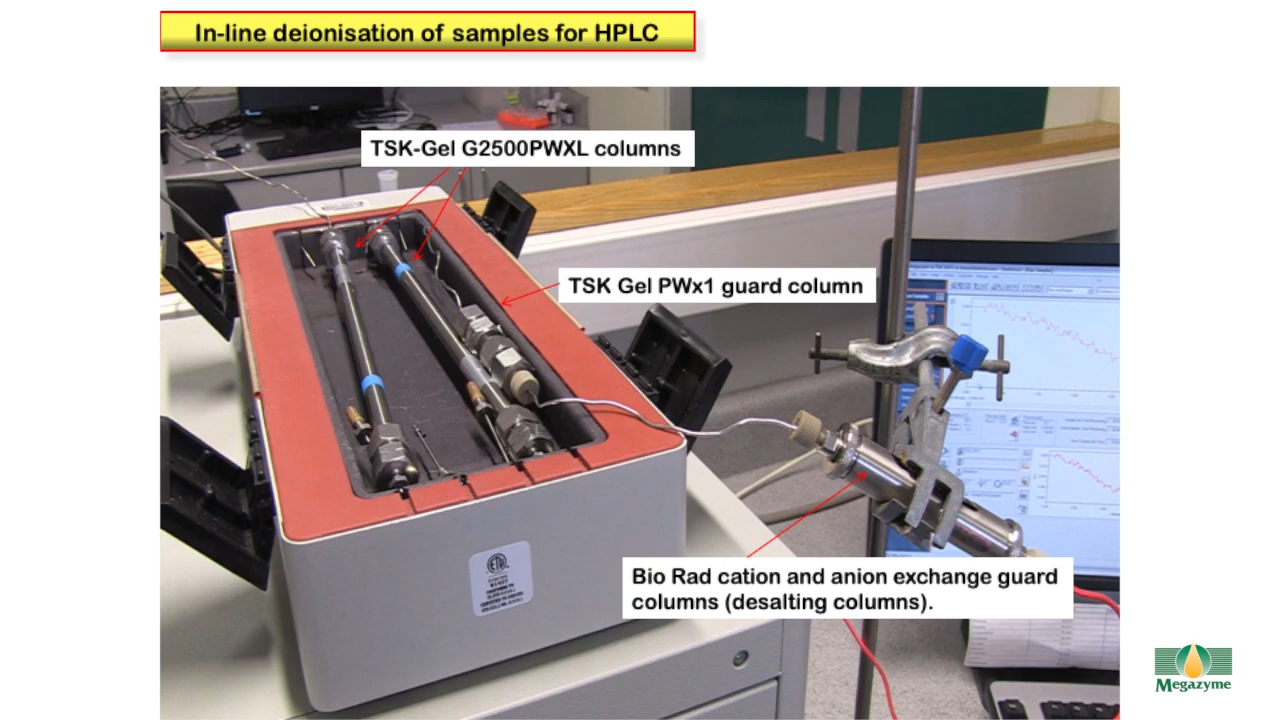 In-line deionisation of samples for HPLC
TSK-Gel G2500PWXL columns
TSK Gel PWx1 guard column
Bio Rad cation and anion exchange guard
columns (desalting columns).
Megazyme